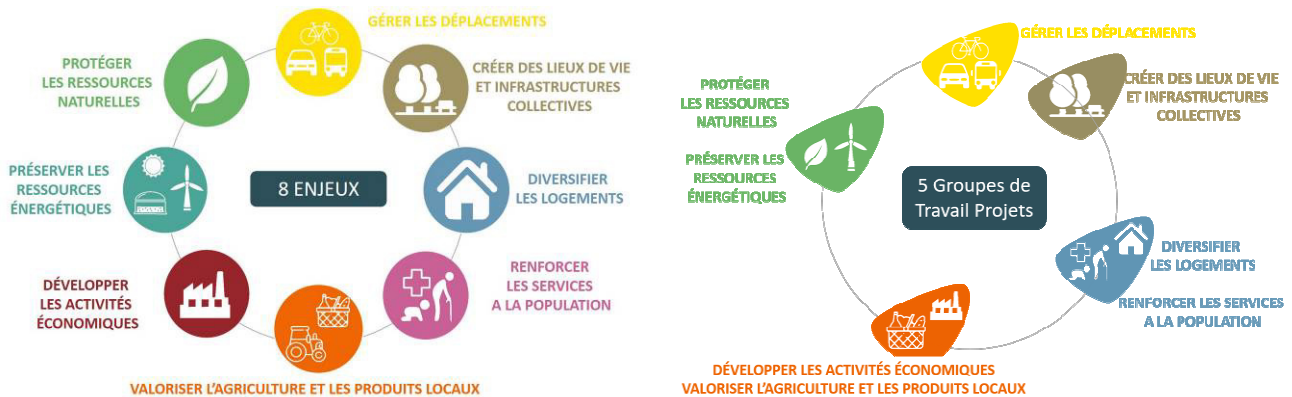 GÉRER LES DÉPLACEMENTS
PROTÉGER
LES RESSOURCES
NATURELLES
CRÉER DES LIEUX DE VIE
ET INFRASTRUCTURES
COLLECTIVES
PRÉSERVER LES
RESSOURCES
ÉNERGÉTIQUES
8 ENJEUX
DIVERSIFIER
LES LOGEMENTS
DÉVELOPPER
LES ACTIVITÉS
ÉCONOMIQUES
RENFORCER
LES SERVICES
A LA POPULATION
VALORISER L'AGRICULTURE ET LES PRODUITS LOCAUX
GÉRER LES DÉPLACEMENTS
CRÉER DES LIEUX DE VIE
ET INFRASTRUCTURES
COLLECTIVES
PROTÉGER
LES RESSOURCES
NATURELLES
PRÉSERVER LES
RESSOURCES
ÉNERGÉTIQUES
5 Groupes de
Travail Projets
DIVERSIFIER
LES LOGEMENTS
RENFORCER LES SERVICES
A LA POPULATION
DÉVELOPPER LES ACTIVITÉS ÉCONOMIQUES
VALORISER L'AGRICULTURE ET LES PRODUITS LOCAUX